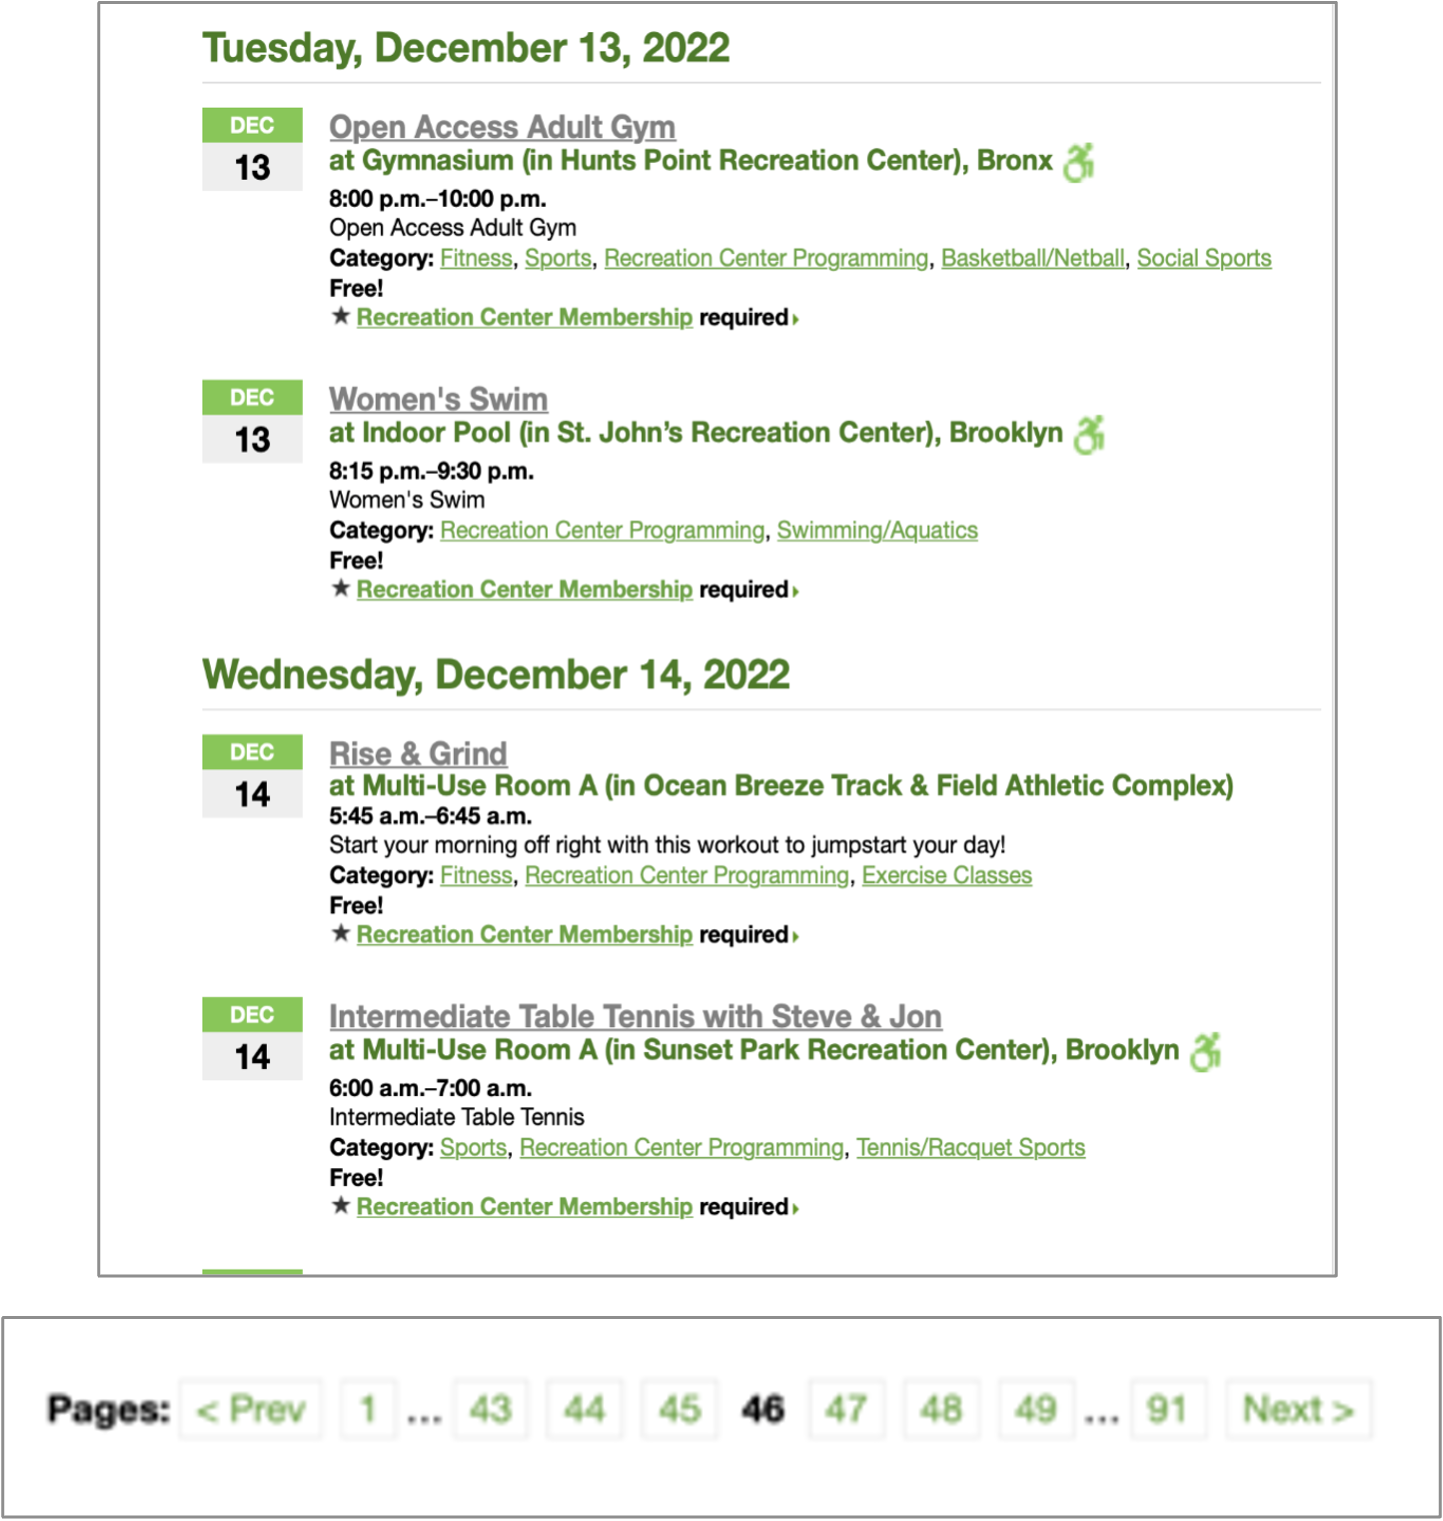 Tuesday, December 13, 2022
DEC
13
Open Access Adult Gym
at Gymnasium (in Hunts Point Recreation Center), Bronx
8:00 p.m.–10:00 p.m.
Open Access Adult Gym
Category: Fitness, Sports, Recreation Center Programming, Basketball/Netball, Social Sports
Free!
★ Recreation Center Membership required
DEC
13
Women's Swim
at Indoor Pool (in St. John’s Recreation Center), Brooklyn
8:15 p.m.–9:30 p.m.
Women's Swim
Category: Recreation Center Programming, Swimming/Aquatics
Free!
★ Recreation Center Membership required
Wednesday, December 14, 2022
DEC
14
Rise & Grind
at Multi-Use Room A (in Ocean Breeze Track & Field Athletic Complex)
5:45 a.m.–6:45 a.m.
Start your morning off right with this workout to jumpstart your day!
Category: Fitness, Recreation Center Programming, Exercise Classes
Free!
★ Recreation Center Membership required
DEC
14
Intermediate Table Tennis with Steve & Jon
at Multi-Use Room A (in Sunset Park Recreation Center), Brooklyn
6:00 a.m.–7:00 a.m.
Intermediate Table Tennis
Category: Sports, Recreation Center Programming, Tennis/Racquet Sports
Free!
★ Recreation Center Membership required
Pages: < Prev 1 ... 43 44 45 46 47 48 49 ... 91 Next >